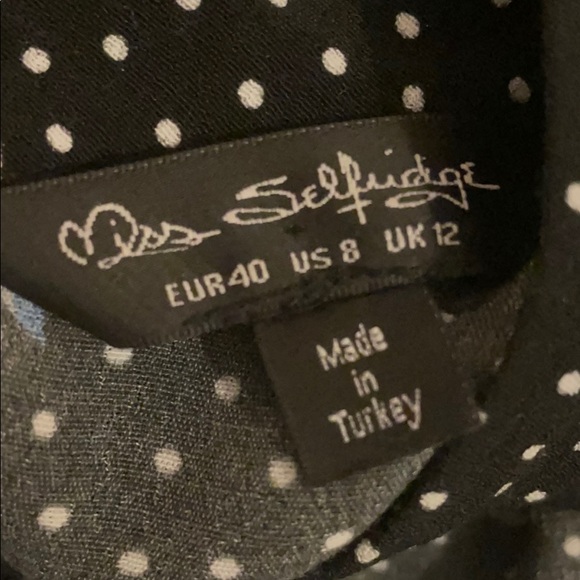 Miss Selfridge
EUR40 US 8 UK 12
Made
in
Turkey